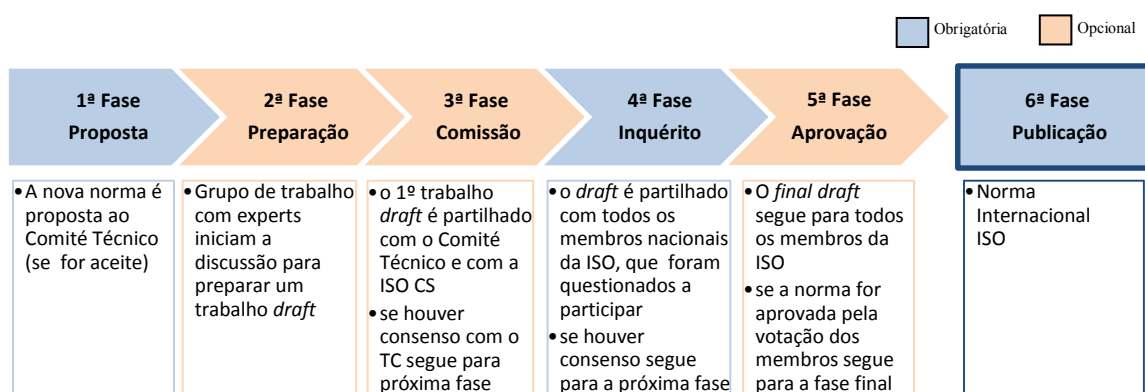 Obrigatória
Opcional
1ª Fase
Proposta
2ª Fase
Preparação
3ª Fase
Comissão
4ª Fase
Inquérito
5ª Fase
Aprovação
6ª Fase
Publicação
•A nova norma é
proposta ao
Comité Técnico
(se for aceite)
•Grupo de trabalho
com experts
iniciam a
discussão para
preparar um
trabalho draft
•o 1º trabalho
draft é partilhado
com o Comité
Técnico e com a
ISO CS
•se houver
consenso com o
TC segue para
próxima fase
•o draft é partilhado
com todos os
membros nacionais
da ISO, que foram
questionados a
participar
•se houver
consenso segue
para a próxima fase
•O final draft
segue para todos
os membros da
ISO
•se a norma for
aprovada pela
votação dos
membros segue
para a fase final
•Norma
Internacional
ISO